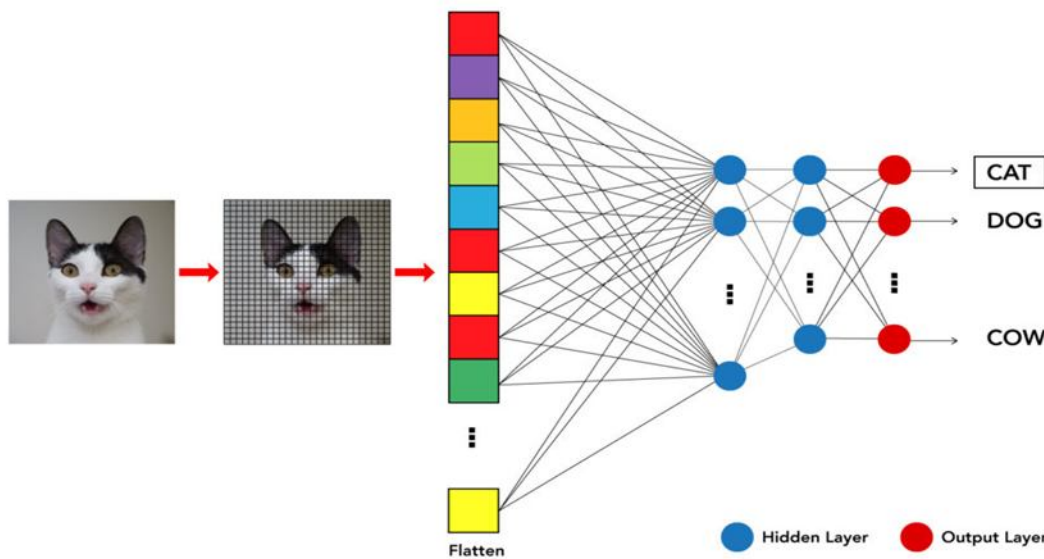 CAT
DOG
COW
Flatten
Hidden Layer
Output Layer